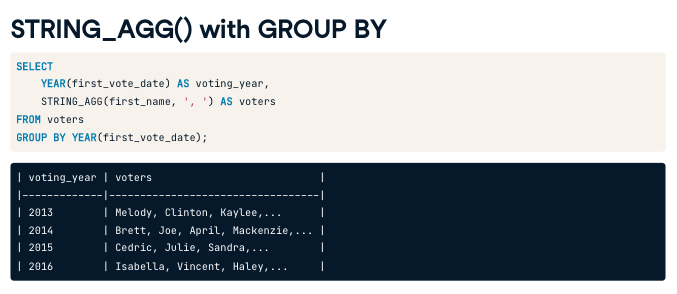 STRING_AGG() with GROUP BY
SELECT
    YEAR(first_vote_date) AS voting_year,
    STRING_AGG(first_name, ', ') AS voters
FROM voters
GROUP BY YEAR(first_vote_date);
| voting_year | voters                          |
|-------------|---------------------------------|
| 2013        | Melody, Clinton, Kaylee,...     |
| 2014        | Brett, Joe, April, Mackenzie,... |
| 2015        | Cedric, Julie, Sandra,...       |
| 2016        | Isabella, Vincent, Haley,...    |